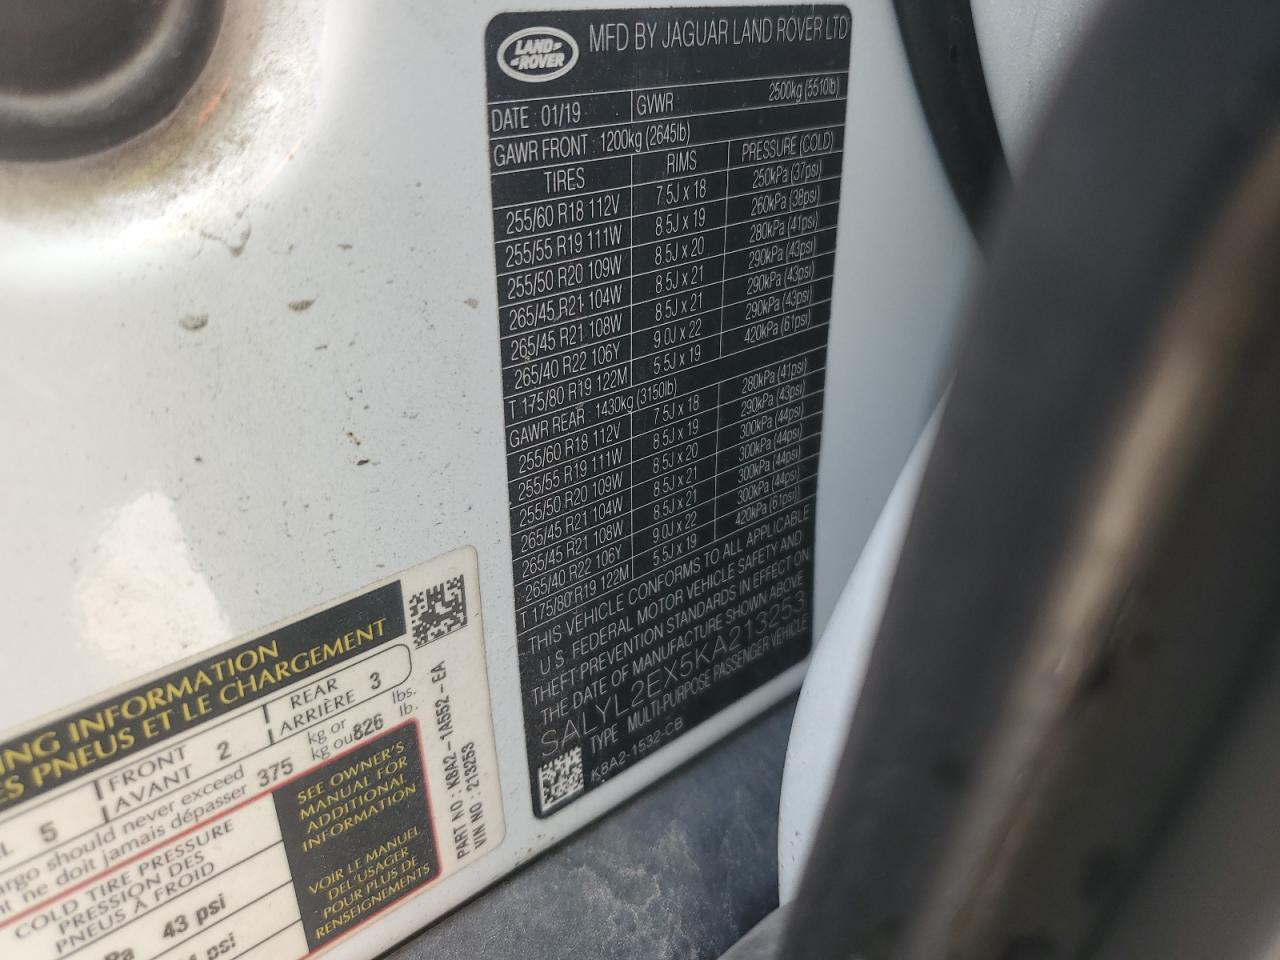 LAND-
-ROVER
MFD BY JAGUAR LAND ROVER LTD
DATE : 01/19 GVWR 2500kg (5510lb)
GAWR FRONT : 1200kg (2645lb)
TIRES RIMS PRESSURE (COLD)
255/60 R18 112V 7.5J x 18 250kPa (37psi)
255/55 R19 111W 8.5J x 19 260kPa (38psi)
255/50 R20 109W 8.5J x 20 280kPa (41psi)
265/45 R21 104W 8.5J x 21 290kPa (43psi)
265/45 R21 108W 8.5J x 21 290kPa (43psi)
265/40 R22 106Y 9.0J x 22 290kPa (43psi)
T 175/80 R19 122M 5.5J x 19 420kPa (61psi)
GAWR REAR : 1430kg (3150lb)
255/60 R18 112V 7.5J x 18 280kPa (41psi)
255/55 R19 111W 8.5J x 19 290kPa (43psi)
255/50 R20 109W 8.5J x 20 300kPa (44psi)
265/45 R21 104W 8.5J x 21 300kPa (44psi)
265/45 R21 108W 8.5J x 21 300kPa (44psi)
265/40 R22 106Y 9.0J x 22 300kPa (44psi)
T 175/80 R19 122M 5.5J x 19 420kPa (61psi)
THIS VEHICLE CONFORMS TO ALL APPLICABLE
U.S. FEDERAL MOTOR VEHICLE SAFETY AND
THEFT PREVENTION STANDARDS IN EFFECT ON
THE DATE OF MANUFACTURE SHOWN ABOVE
SALYL2EX5KA213253
TYPE : MULTI-PURPOSE PASSENGER VEHICLE
K8A2-1532-CB
ING INFORMATION
ES PNEUS ET LE CHARGEMENT
5 FRONT AVANT 2 REAR ARRIÈRE 3
argo should never exceed
nt ne doit jamais dépasser 375 kg or kg ou 826 lbs. lb.
COLD TIRE PRESSURE
PRESSION DES
PNEUS À FROID
Pa 43 psi
psi
SEE OWNER'S
MANUAL FOR
ADDITIONAL
INFORMATION
VOIR LE MANUEL
DE L'USAGER
POUR PLUS DE
RENSEIGNEMENTS
PART NO : K8A2-1A552-EA
VIN NO : 213253